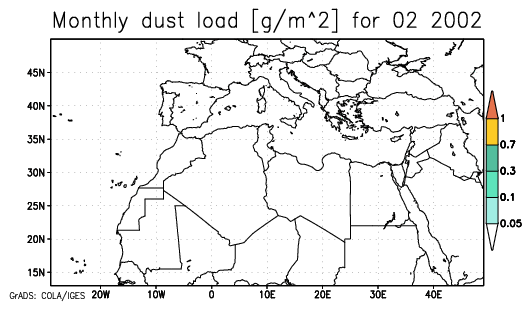 Monthly dust load [g/m^2] for 02 2002
45N
40N
35N
30N
25N
20N
15N
20W 10W 0 10E 20E 30E 40E
1
0.7
0.3
0.1
0.05
GrADS: COLA/IGES